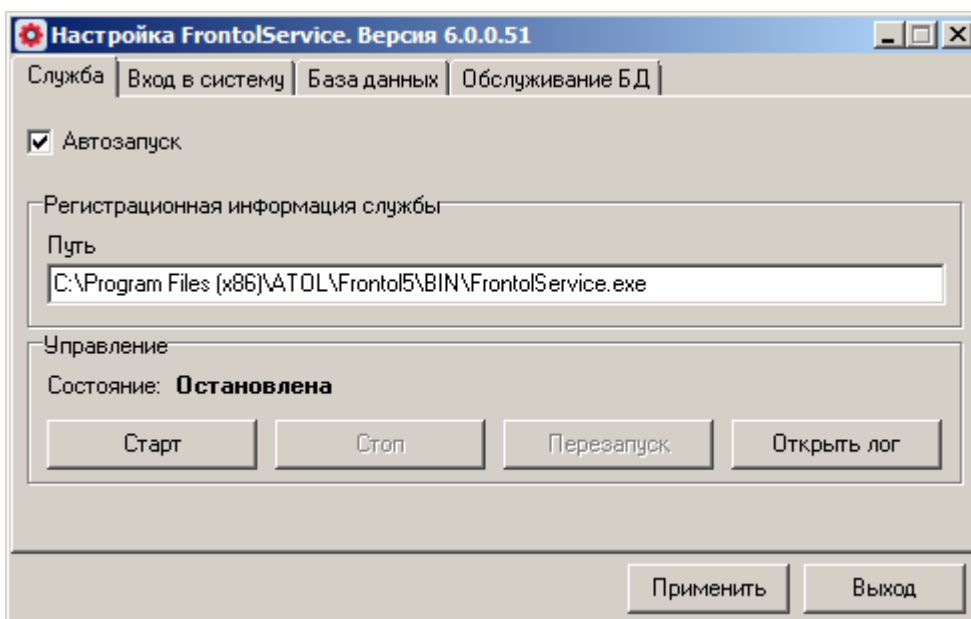 Настройка FrontolService. Версия 6.0.0.51
Служба Вход в систему База данных Обслуживание БД
Автозапуск
Регистрационная информация службы
Путь
C:\Program Files (x86)\ATOL\Frontol5\BIN\FrontolService.exe
Управление
Состояние: Остановлена
Старт Стоп Перезапуск Открыть лог
Применить Выход